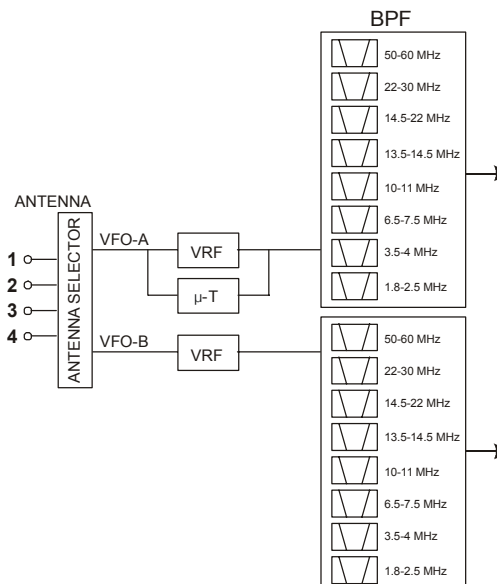 BPF
50-60 MHz
22-30 MHz
14.5-22 MHz
13.5-14.5 MHz
10-11 MHz
6.5-7.5 MHz
3.5-4 MHz
1.8-2.5 MHz
ANTENNA
1
2
3
4
ANTENNA SELECTOR
VFO-A
VRF
µ-T
VFO-B
VRF
50-60 MHz
22-30 MHz
14.5-22 MHz
13.5-14.5 MHz
10-11 MHz
6.5-7.5 MHz
3.5-4 MHz
1.8-2.5 MHz